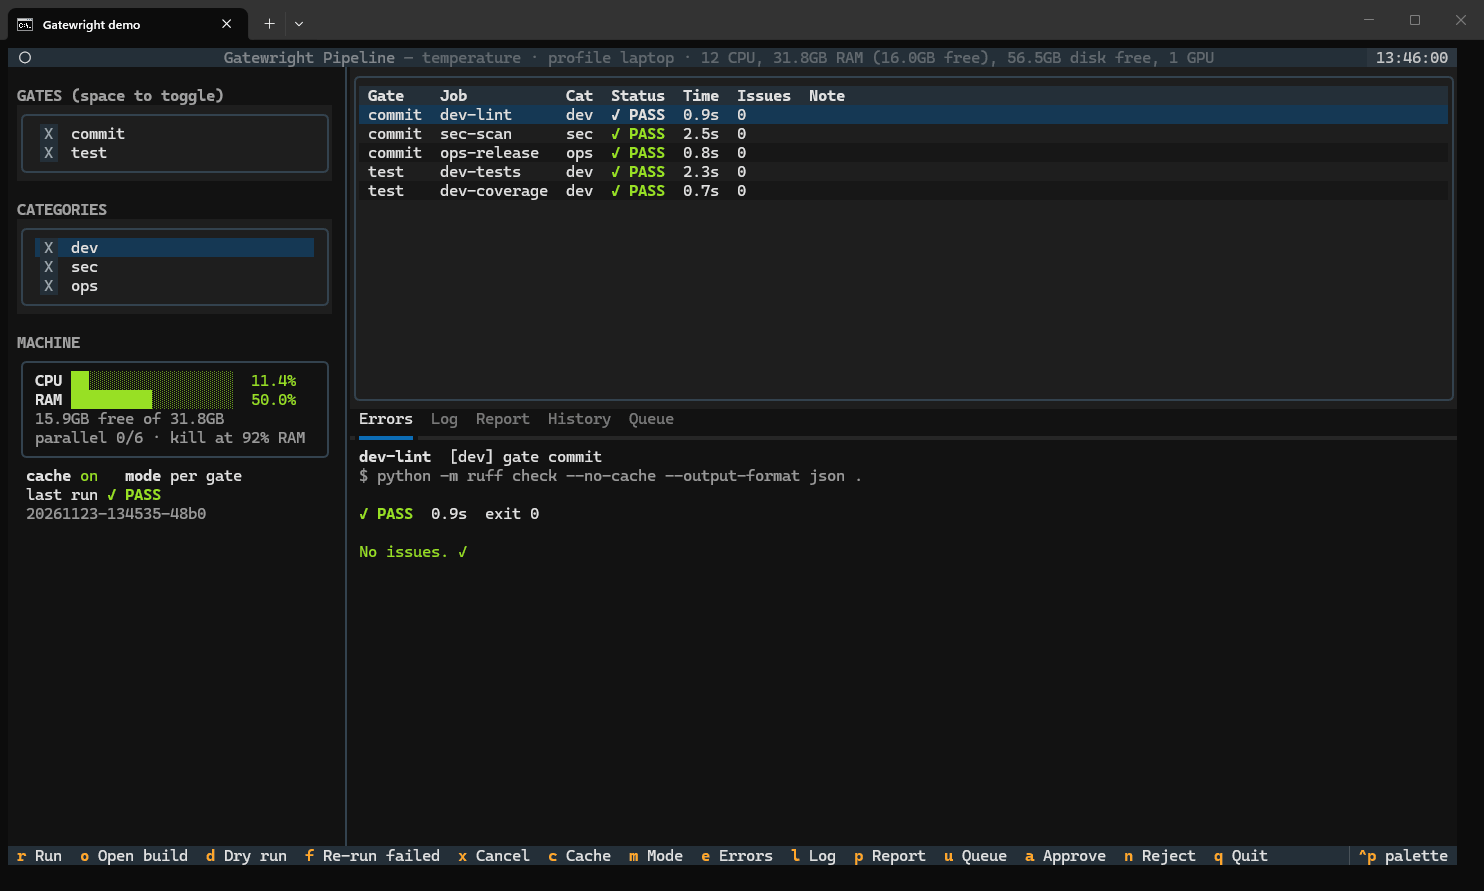 Gatewright demo
Gatewright Pipeline — temperature · profile laptop · 12 CPU, 31.8GB RAM (16.0GB free), 56.5GB disk free, 1 GPU
13:46:00
GATES (space to toggle)
X commit
X test
CATEGORIES
X dev
X sec
X ops
MACHINE
CPU 11.4%
RAM 50.0%
15.9GB free of 31.8GB
parallel 0/6 · kill at 92% RAM
cache on mode per gate
last run ✓ PASS
20261123-134535-48b0
Gate Job Cat Status Time Issues Note
commit dev-lint dev ✓ PASS 0.9s 0
commit sec-scan sec ✓ PASS 2.5s 0
commit ops-release ops ✓ PASS 0.8s 0
test dev-tests dev ✓ PASS 2.3s 0
test dev-coverage dev ✓ PASS 0.7s 0
Errors Log Report History Queue
dev-lint [dev] gate commit
$ python -m ruff check --no-cache --output-format json .
✓ PASS 0.9s exit 0
No issues. ✓
r Run o Open build d Dry run f Re-run failed x Cancel c Cache m Mode e Errors l Log p Report u Queue a Approve n Reject q Quit ^p palette